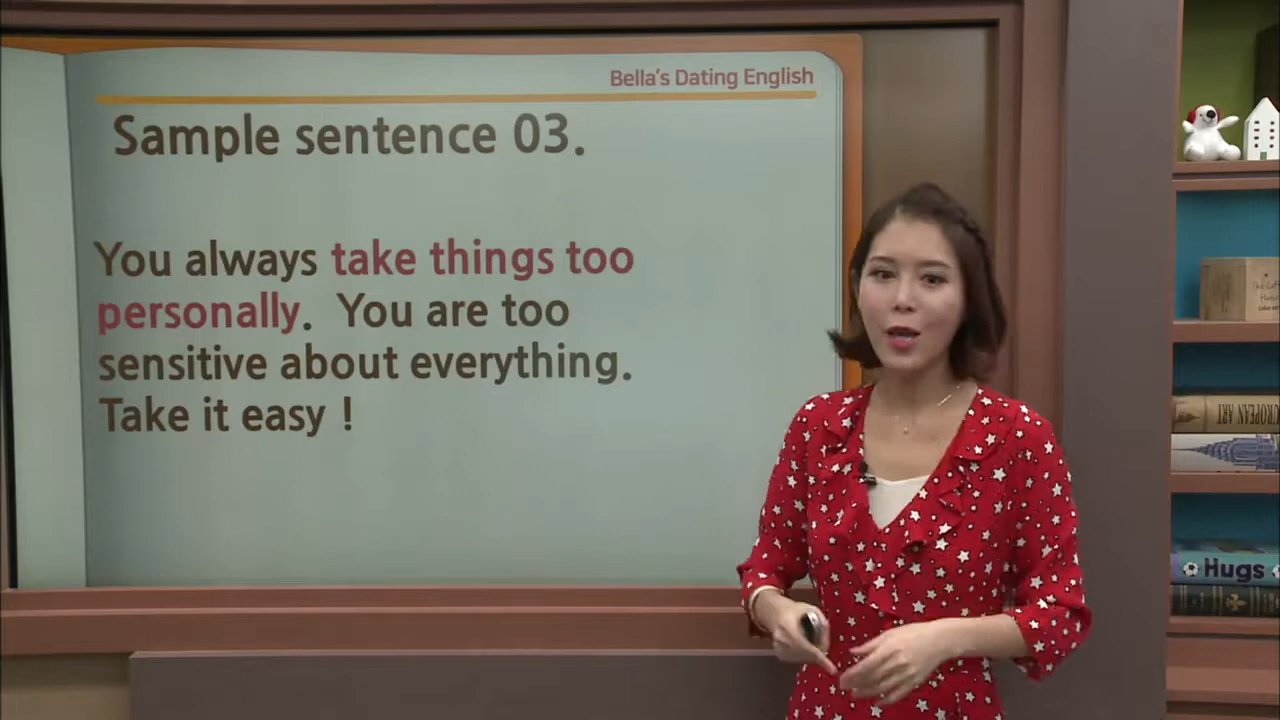 Bella's Dating English
Sample sentence 03.
You always take things too
personally. You are too
sensitive about everything.
Take it easy !
EUROPEAN ART
Hugs